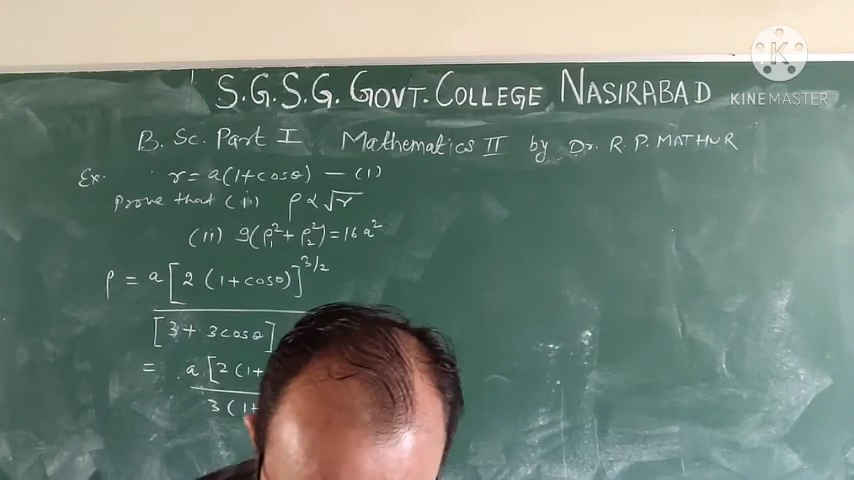 S.G.S.G. GOVT. COLLEGE NASIRABAD
K
KINEMASTER
B. Sc. Part I Mathematics II by Dr. R. P. MATHUR
Ex. r = a(1+cosθ) — (1)
Prove that (i) ρ ∝ √r
(ii) 9(ρ₁² + ρ₂²) = 16a²
ρ = a[2(1+cosθ)]^3/2
[3 + 3cosθ]
= a[2(1+
3(1+